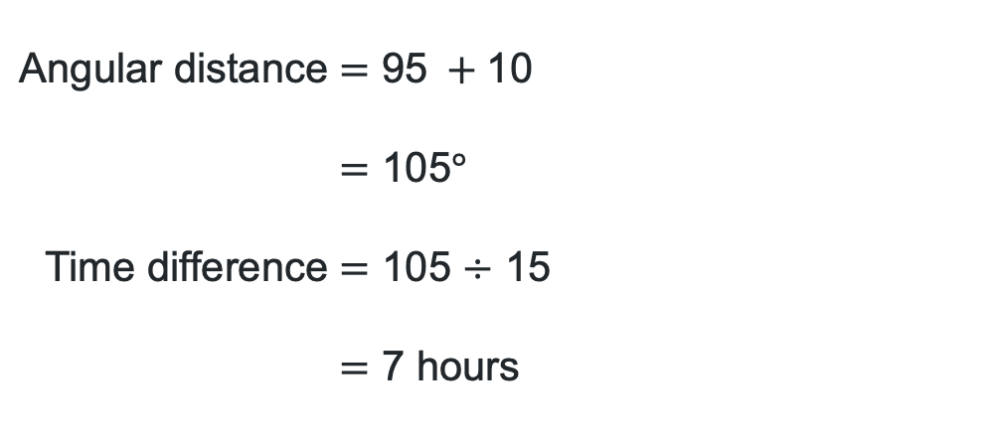 Angular distance = 95 + 10
= 105°
Time difference = 105 ÷ 15
= 7 hours